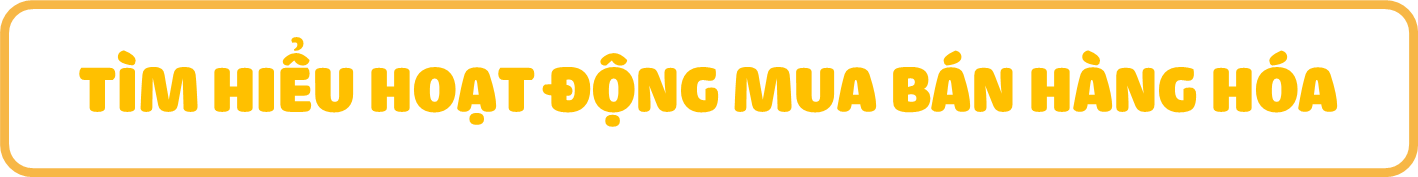 TÌM HIỂU HOẠT ĐỘNG MUA BÁN HÀNG HÓA